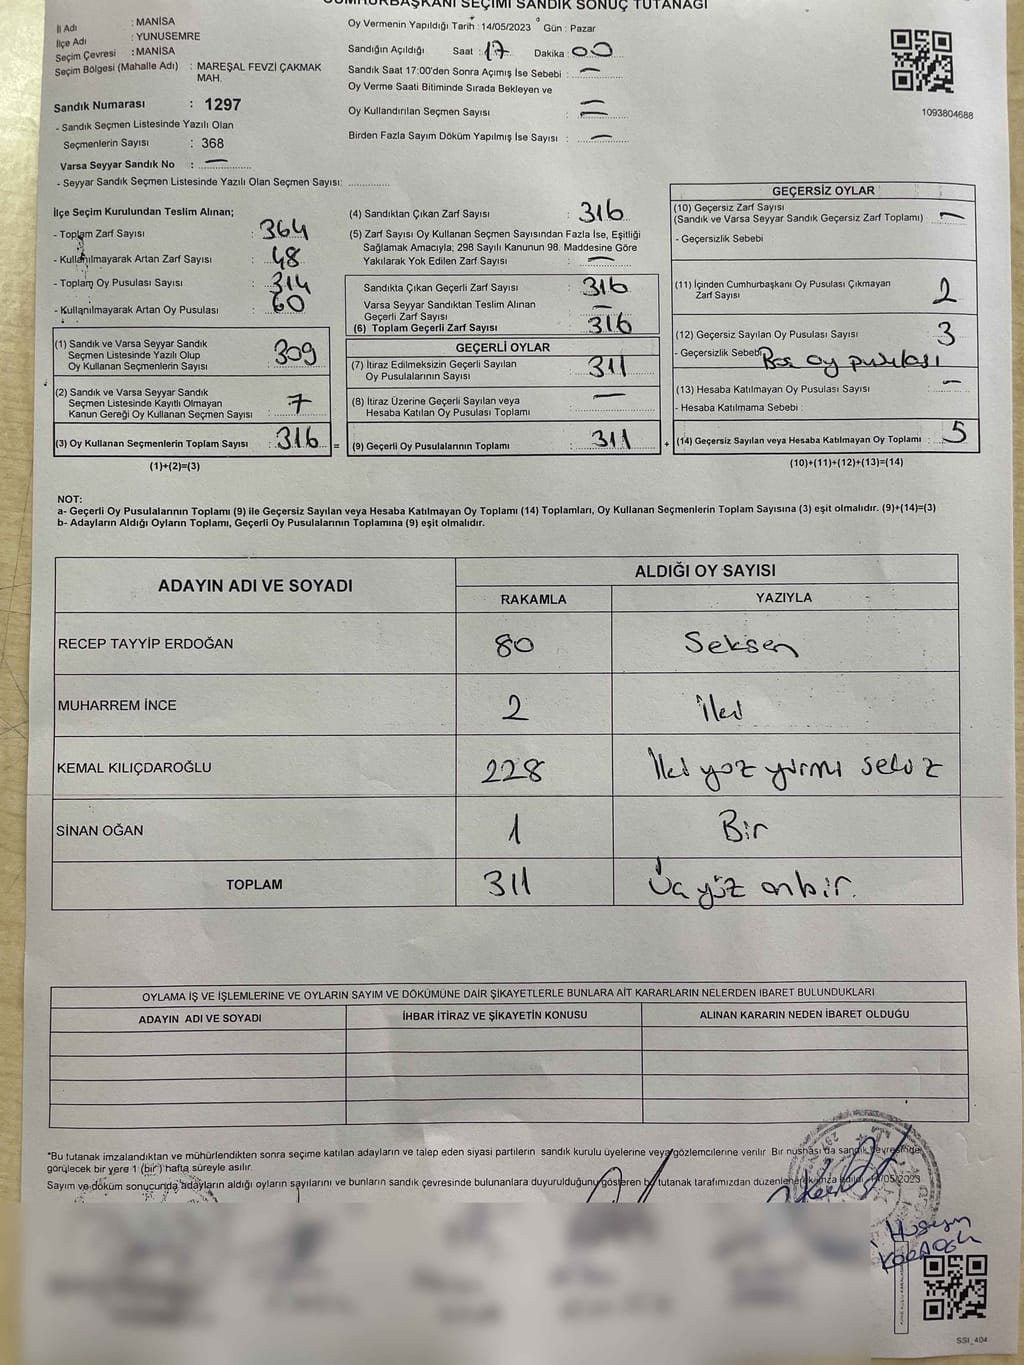 CUMHURBAŞKANI SEÇİMİ SANDIK SONUÇ TUTANAĞI
İl Adı : MANİSA
İlçe Adı : YUNUSEMRE
Seçim Çevresi : MANİSA
Seçim Bölgesi (Mahalle Adı) : MAREŞAL FEVZİ ÇAKMAK
MAH.
Sandık Numarası : 1297
- Sandık Seçmen Listesinde Yazılı Olan
Seçmenlerin Sayısı : 368
Varsa Seyyar Sandık No : —
- Seyyar Sandık Seçmen Listesinde Yazılı Olan Seçmen Sayısı: ..............
Oy Vermenin Yapıldığı Tarih : 14/05/2023 Gün : Pazar
Sandığın Açıldığı Saat : 17 Dakika : 00
Sandık Saat 17:00'den Sonra Açımış İse Sebebi : —
Oy Verme Saati Bitiminde Sırada Bekleyen ve
Oy Kullandırılan Seçmen Sayısı : =
Birden Fazla Sayım Döküm Yapılmış İse Sayısı : —
1093804688
İlçe Seçim Kurulundan Teslim Alınan;
- Toplam Zarf Sayısı : 364
- Kullanılmayarak Artan Zarf Sayısı : 48
- Toplam Oy Pusulası Sayısı : 314
- Kullanılmayarak Artan Oy Pusulası : 60
(1) Sandık ve Varsa Seyyar Sandık
Seçmen Listesinde Yazılı Olup
Oy Kullanan Seçmenlerin Sayısı : 309
(2) Sandık ve Varsa Seyyar Sandık
Seçmen Listesinde Kayıtlı Olmayan
Kanun Gereği Oy Kullanan Seçmen Sayısı : 7
(3) Oy Kullanan Seçmenlerin Toplam Sayısı : 316 =
(1)+(2)=(3)
(4) Sandıktan Çıkan Zarf Sayısı : 316
(5) Zarf Sayısı Oy Kullanan Seçmen Sayısından Fazla İse, Eşitliği
Sağlamak Amacıyla; 298 Sayılı Kanunun 98. Maddesine Göre
Yakılarak Yok Edilen Zarf Sayısı : —
Sandıkta Çıkan Geçerli Zarf Sayısı : 316
Varsa Seyyar Sandıktan Teslim Alınan
Geçerli Zarf Sayısı : —
(6) Toplam Geçerli Zarf Sayısı : 316
GEÇERLİ OYLAR
(7) İtiraz Edilmeksizin Geçerli Sayılan
Oy Pusulalarının Sayısı : 311
(8) İtiraz Üzerine Geçerli Sayılan veya
Hesaba Katılan Oy Pusulası Toplamı : —
(9) Geçerli Oy Pusulalarının Toplamı : 311 +
GEÇERSİZ OYLAR
(10) Geçersiz Zarf Sayısı
(Sandık ve Varsa Seyyar Sandık Geçersiz Zarf Toplamı) : —
- Geçersizlik Sebebi
(11) İçinden Cumhurbaşkanı Oy Pusulası Çıkmayan
Zarf Sayısı 2
(12) Geçersiz Sayılan Oy Pusulası Sayısı 3
- Geçersizlik Sebebi Boş oy pusulası
(13) Hesaba Katılmayan Oy Pusulası Sayısı : —
- Hesaba Katılmama Sebebi :
(14) Geçersiz Sayılan veya Hesaba Katılmayan Oy Toplamı : 5
(10)+(11)+(12)+(13)=(14)
NOT:
a- Geçerli Oy Pusulalarının Toplamı (9) ile Geçersiz Sayılan veya Hesaba Katılmayan Oy Toplamı (14) Toplamları, Oy Kullanan Seçmenlerin Toplam Sayısına (3) eşit olmalıdır. (9)+(14)=(3)
b- Adayların Aldığı Oyların Toplamı, Geçerli Oy Pusulalarının Toplamına (9) eşit olmalıdır.
ADAYIN ADI VE SOYADI ALDIĞI OY SAYISI
RAKAMLA YAZIYLA
RECEP TAYYİP ERDOĞAN 80 Seksen
MUHARREM İNCE 2 İki
KEMAL KILIÇDAROĞLU 228 İki yüz yirmi sekiz
SİNAN OĞAN 1 Bir
TOPLAM 311 Üç yüz onbir.
OYLAMA İŞ VE İŞLEMLERİNE VE OYLARIN SAYIM VE DÖKÜMÜNE DAİR ŞİKAYETLERLE BUNLARA AİT KARARLARIN NELERDEN İBARET BULUNDUKLARI
ADAYIN ADI VE SOYADI İHBAR İTİRAZ VE ŞİKAYETİN KONUSU ALINAN KARARIN NEDEN İBARET OLDUĞU
*Bu tutanak imzalandıktan ve mühürlendikten sonra seçime katılan adayların ve talep eden siyasi partilerin sandık kurulu üyelerine veya gözlemcilerine verilir Bir nüshası da sandık çevresinde
görülecek bir yere 1 (bir) hafta süreyle asılır.
Sayım ve döküm sonucunda adayların aldığı oyların sayılarını ve bunların sandık çevresinde bulunanlara duyurulduğunu gösteren bu tutanak tarafımızdan düzenlenerek imza edildi. 14/05/2023
Hüseyin
SSI_404